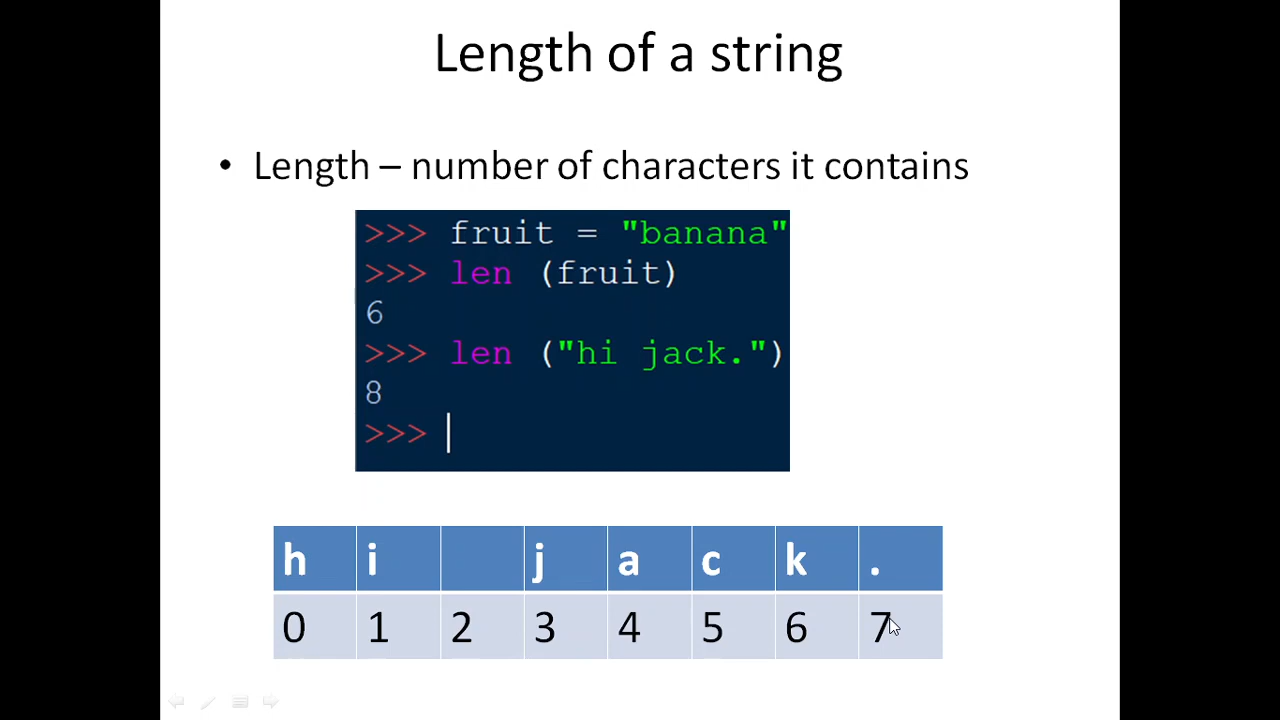 Length of a string
• Length – number of characters it contains
>>> fruit = "banana"
>>> len (fruit)
6
>>> len ("hi jack.")
8
>>>
h i j a c k .
0 1 2 3 4 5 6 7